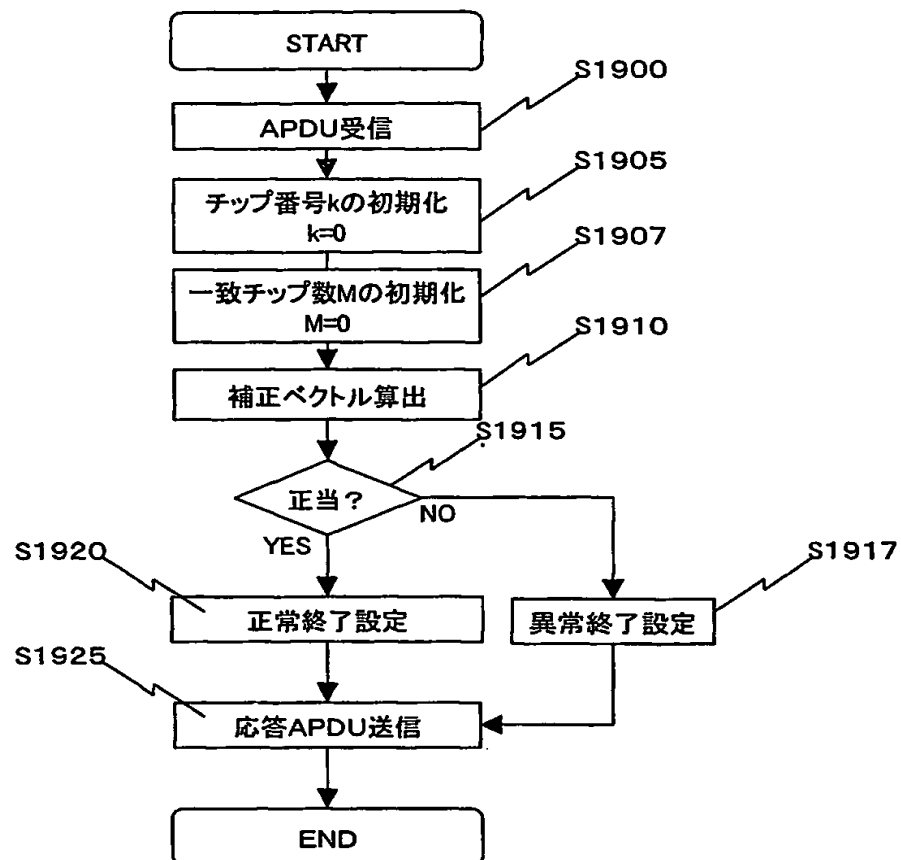 START
S1900
APDU受信
S1905
チップ番号kの初期化
k=0
S1907
一致チップ数Mの初期化
M=0
S1910
補正ベクトル算出
S1915
正当？
NO
YES
S1920
S1917
正常終了設定
異常終了設定
S1925
応答APDU送信
END